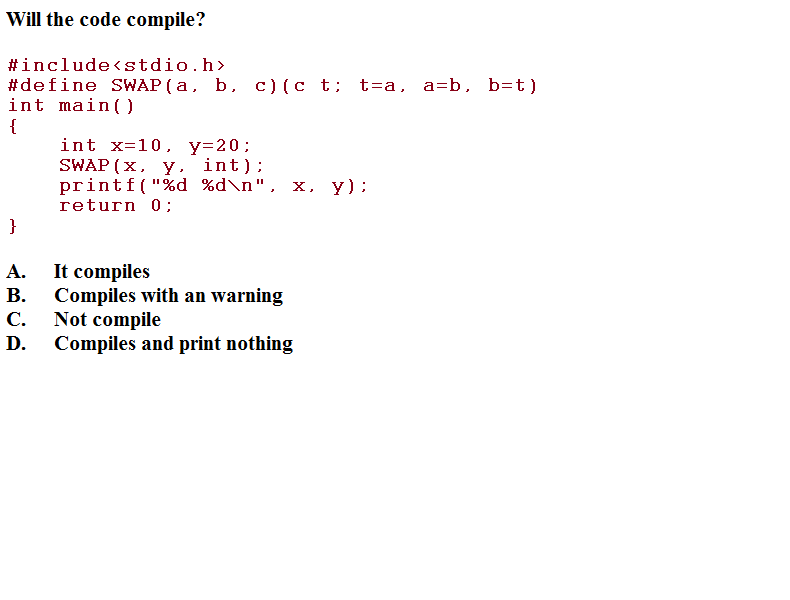 Will the code compile?
#include<stdio.h>
#define SWAP(a, b, c)(c t; t=a, a=b, b=t)
int main()
{
int x=10, y=20;
SWAP(x, y, int);
printf("%d %d\n", x, y);
return 0;
}
A. It compiles
B. Compiles with an warning
C. Not compile
D. Compiles and print nothing